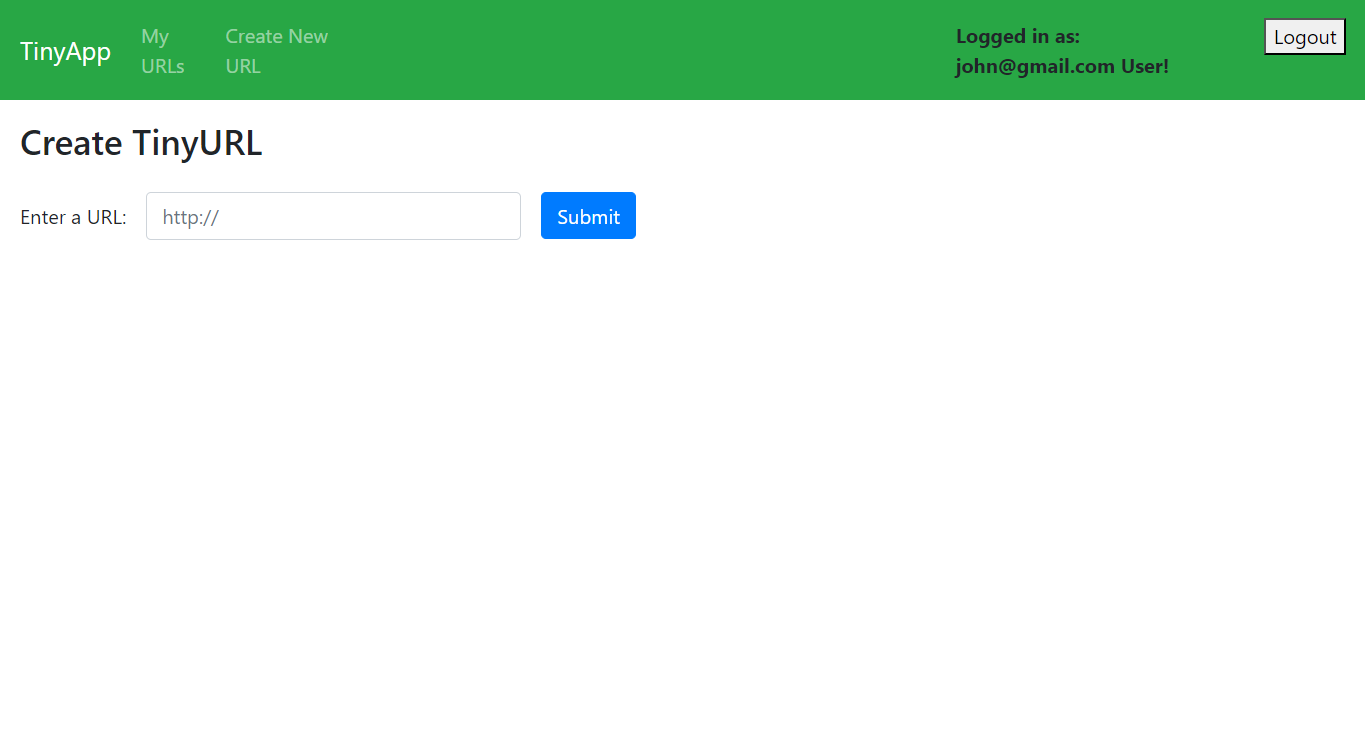 TinyApp
My
URLs
Create New
URL
Logged in as:
john@gmail.com User!
Logout
Create TinyURL
Enter a URL:
http://
Submit